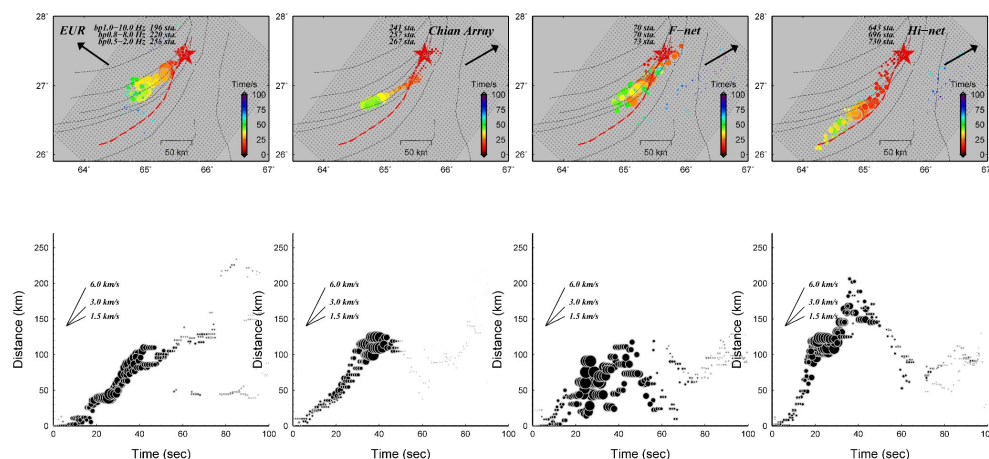 EUR bp1.0−10.0 Hz 196 sta.
bp0.8−8.0 Hz 220 sta.
bp0.5−2.0 Hz 256 sta.
241 sta.
257 sta.
267 sta.
Chian Array
70 sta.
70 sta.
73 sta.
F−net
643 sta.
696 sta.
730 sta.
Hi−net
28˚
27˚
26˚
Time/s
100
75
50
25
0
50 km
64˚ 65˚ 66˚ 67˚
Time/s
100
75
50
25
0
50 km
64˚ 65˚ 66˚ 67˚
28˚
27˚
26˚
Time/s
100
75
50
25
0
50 km
64˚ 65˚ 66˚ 67˚
28˚
27˚
26˚
Time/s
100
75
50
25
0
50 km
64˚ 65˚ 66˚ 67˚
28˚
27˚
26˚
Distance (km)
250
200
150
100
50
0
6.0 km/s
3.0 km/s
1.5 km/s
0 20 40 60 80 100
Time (sec)
Distance (km)
250
200
150
100
50
0
6.0 km/s
3.0 km/s
1.5 km/s
0 20 40 60 80 100
Time (sec)
Distance (km)
250
200
150
100
50
0
6.0 km/s
3.0 km/s
1.5 km/s
0 20 40 60 80 100
Time (sec)
Distance (km)
250
200
150
100
50
0
6.0 km/s
3.0 km/s
1.5 km/s
0 20 40 60 80 100
Time (sec)